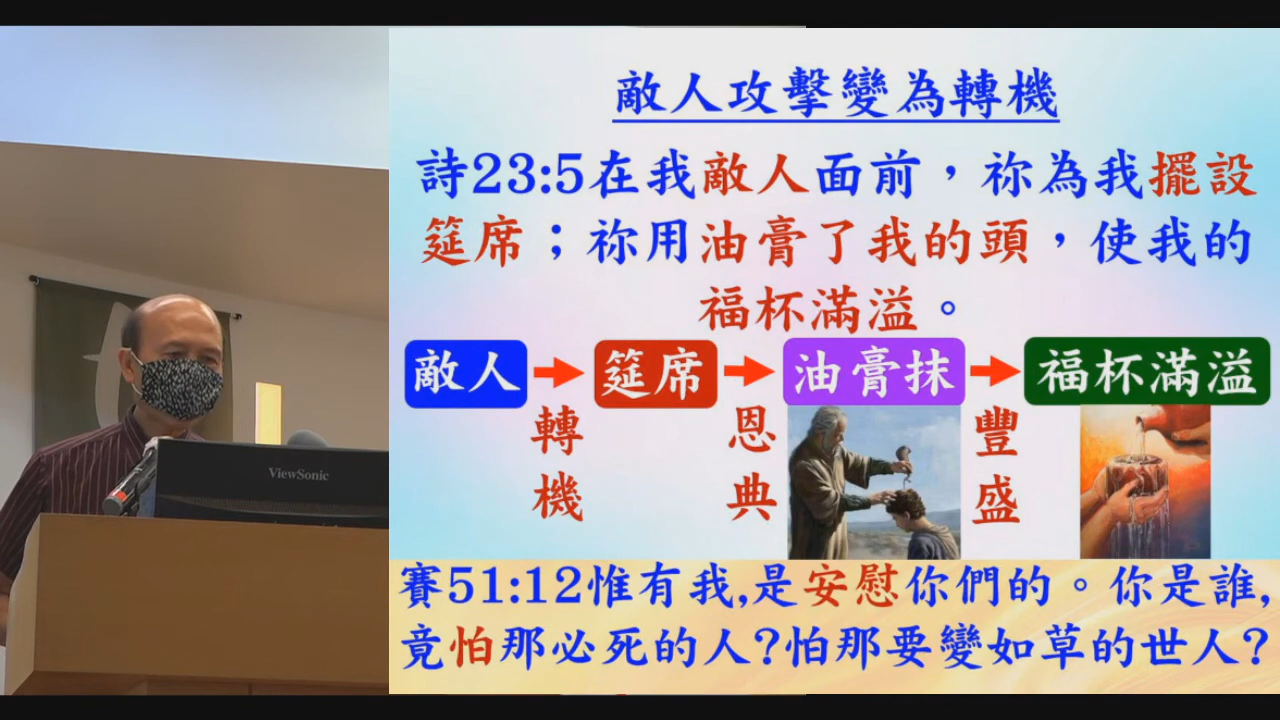 敵人攻擊變為轉機
詩23:5在我敵人面前，祢為我擺設
筵席；祢用油膏了我的頭，使我的
福杯滿溢。
敵人 筵席 油膏抹 福杯滿溢
轉機
恩典
豐盛
賽51:12惟有我,是安慰你們的。你是誰,
竟怕那必死的人?怕那要變如草的世人?
ViewSonic